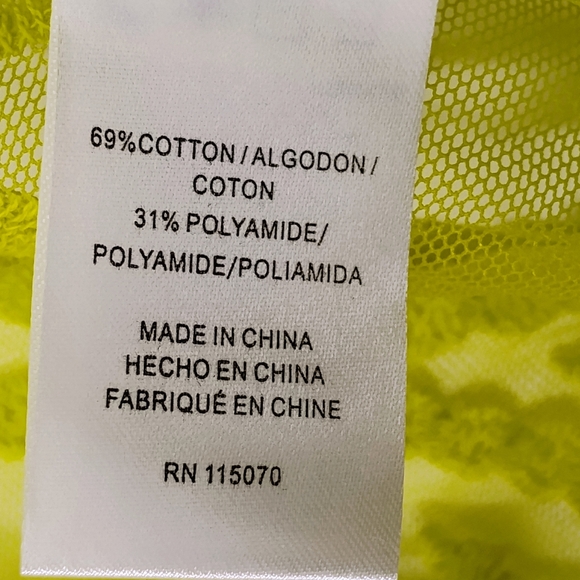 69%COTTON/ALGODON/
COTON
31% POLYAMIDE/
POLYAMIDE/POLIAMIDA
MADE IN CHINA
HECHO EN CHINA
FABRIQUÉ EN CHINE
RN 115070